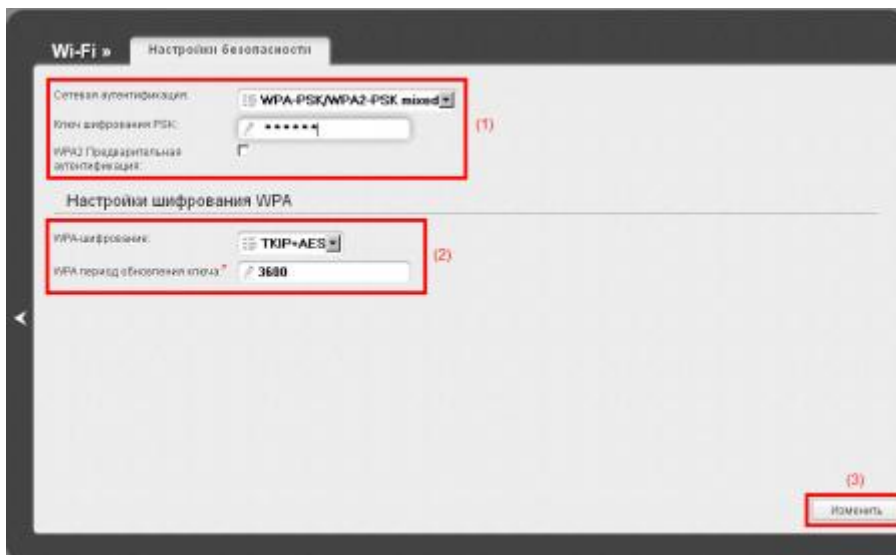 Wi-Fi » Настройки безопасности
Сетевая аутентификация: WPA-PSK/WPA2-PSK mixed
Ключ шифрования PSK: ••••••
(1)
WPA2 Предварительная
аутентификация:
Настройки шифрования WPA
WPA-шифрование: TKIP+AES
(2)
WPA период обновления ключа:* 3600
(3)
Изменить